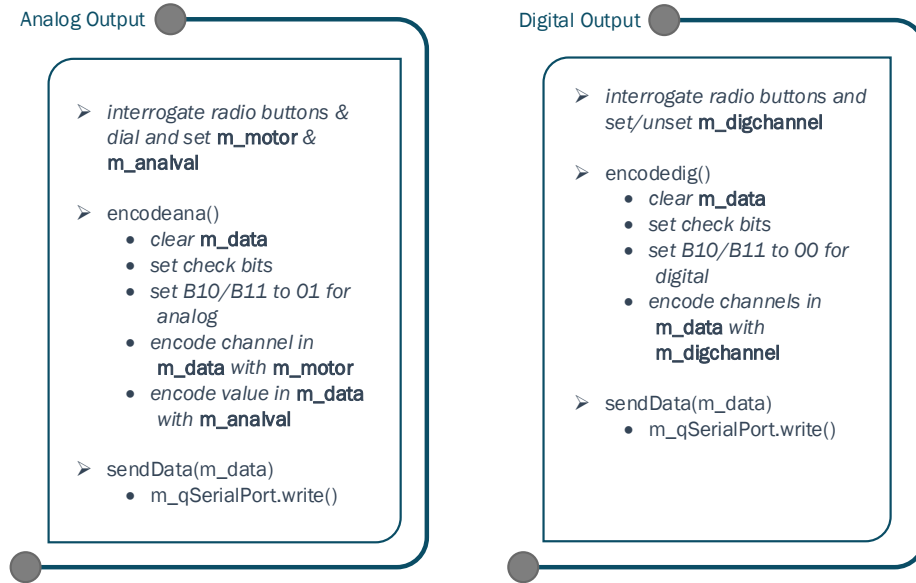 Analog Output
➢ interrogate radio buttons &
dial and set m_motor &
m_analval
➢ encodeana()
• clear m_data
• set check bits
• set B10/B11 to 01 for
analog
• encode channel in
m_data with m_motor
• encode value in m_data
with m_analval
➢ sendData(m_data)
• m_qSerialPort.write()
Digital Output
➢ interrogate radio buttons and
set/unset m_digchannel
➢ encodedig()
• clear m_data
• set check bits
• set B10/B11 to 00 for
digital
• encode channels in
m_data with
m_digchannel
➢ sendData(m_data)
• m_qSerialPort.write()